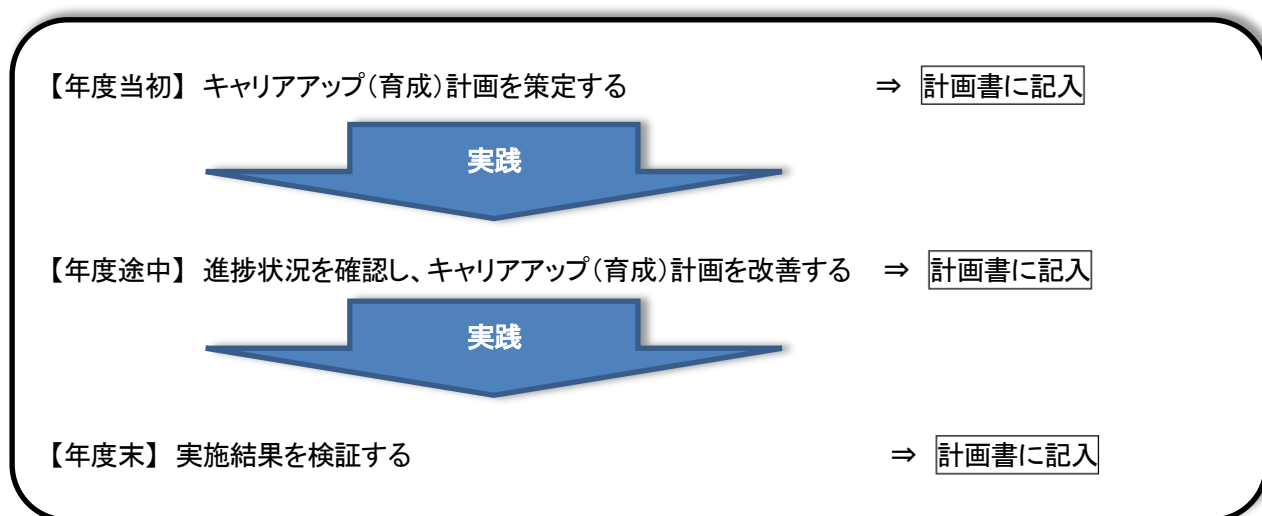 【年度当初】 キャリアアップ(育成)計画を策定する ⇒ 計画書に記入
実践
【年度途中】 進捗状況を確認し、キャリアアップ(育成)計画を改善する ⇒ 計画書に記入
実践
【年度末】 実施結果を検証する ⇒ 計画書に記入